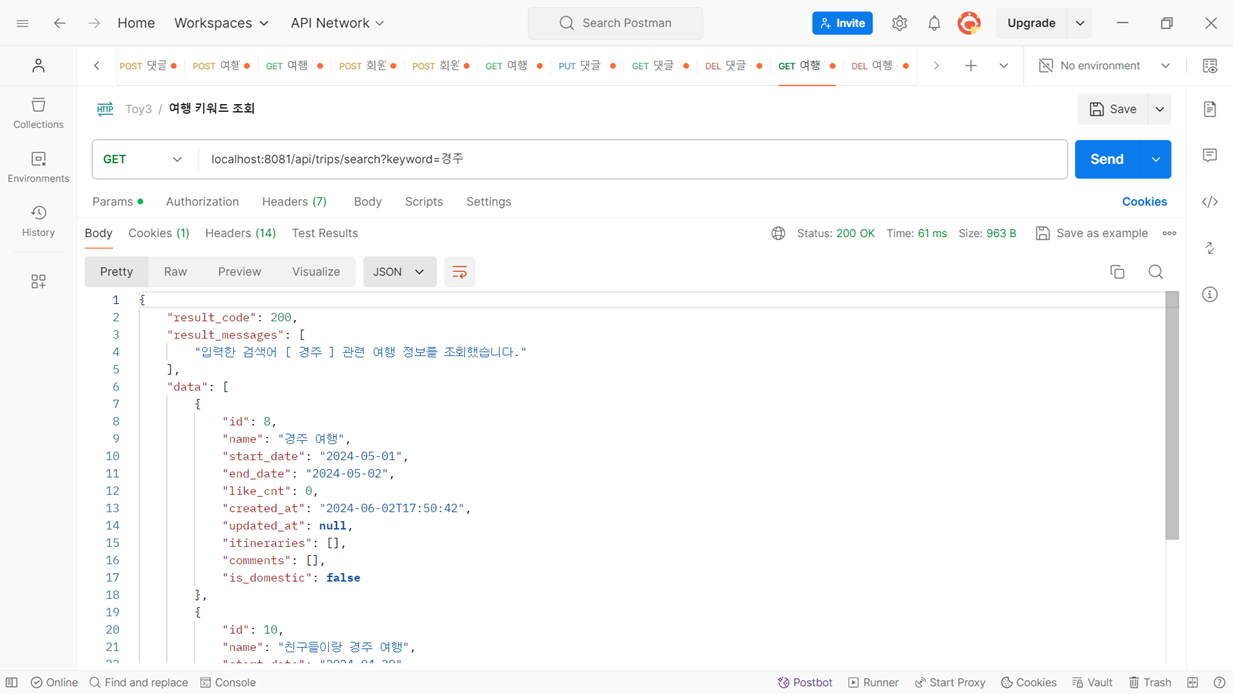 Home Workspaces API Network Search Postman Invite Upgrade
POST 댓글 POST 여행 GET 여행 POST 회원 POST 회원 GET 여행 PUT 댓글 GET 댓글 DEL 댓글 GET 여행 DEL 여행 No environment
HTTP Toy3 / 여행 키워드 조회 Save
Collections
GET localhost:8081/api/trips/search?keyword=경주 Send
Environments
Params Authorization Headers (7) Body Scripts Settings Cookies
History
Body Cookies (1) Headers (14) Test Results Status: 200 OK Time: 61 ms Size: 963 B Save as example
Pretty Raw Preview Visualize JSON
1 {
2 "result_code": 200,
3 "result_messages": [
4 "입력한 검색어 [ 경주 ] 관련 여행 정보를 조회했습니다."
5 ],
6 "data": [
7 {
8 "id": 8,
9 "name": "경주 여행",
10 "start_date": "2024-05-01",
11 "end_date": "2024-05-02",
12 "like_cnt": 0,
13 "created_at": "2024-06-02T17:50:42",
14 "updated_at": null,
15 "itineraries": [],
16 "comments": [],
17 "is_domestic": false
18 },
19 {
20 "id": 10,
21 "name": "친구들이랑 경주 여행",
Online Find and replace Console Postbot Runner Start Proxy Cookies Vault Trash